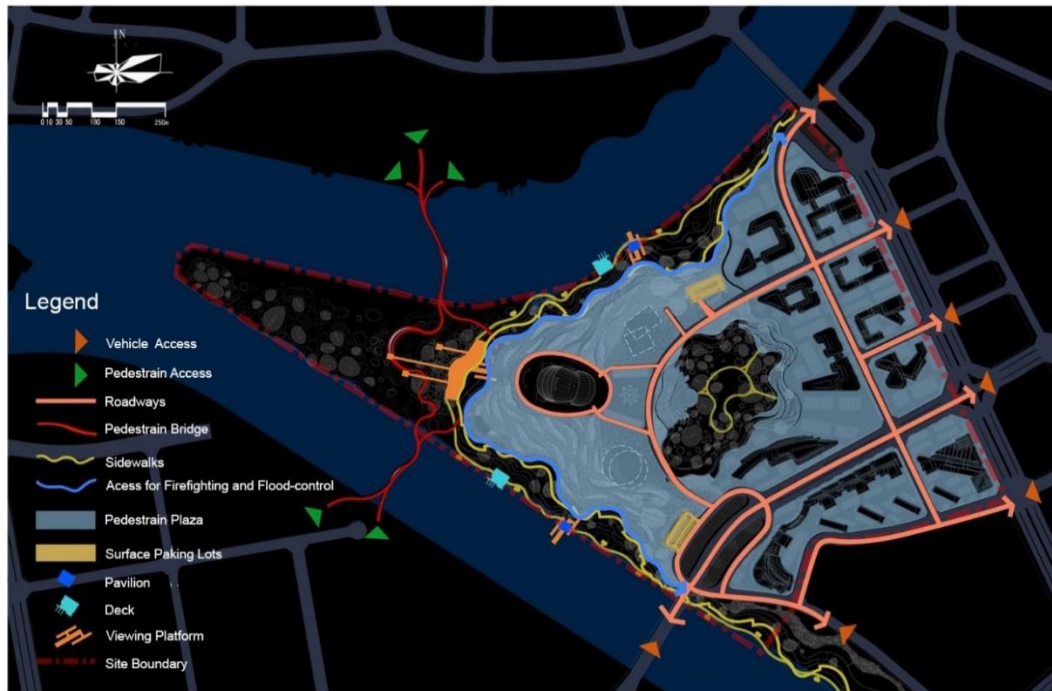 N
0 10 30 50 100 150 250m
Legend
Vehicle Access
Pedestrain Access
Roadways
Pedestrain Bridge
Sidewalks
Acess for Firefighting and Flood-control
Pedestrain Plaza
Surface Paking Lots
Pavilion
Deck
Viewing Platform
Site Boundary